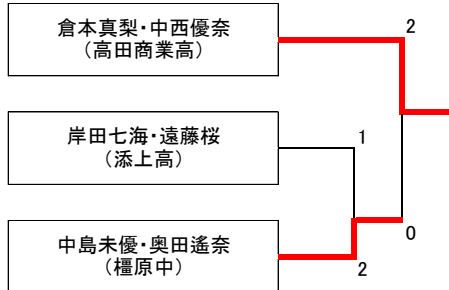 倉本真梨・中西優奈
（高田商業高）
2
岸田七海・遠藤桜
（添上高）
1
0
中島未優・奥田遙奈
（橿原中）
2